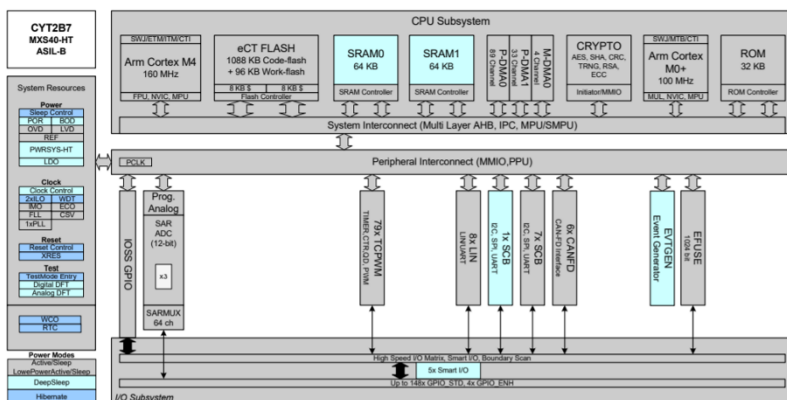 CYT2B7
MXS40-HT
ASIL-B
System Resources
Power
Sleep Control
POR BOD
OVD LVD
REF
PWRSYS-HT
LDO
Clock
Clock Control
2xILO WDT
IMO ECO
FLL CSV
1xPLL
Reset
Reset Control
XRES
Test
TestMode Entry
Digital DFT
Analog DFT
WCO
RTC
Power Modes
Active/Sleep
LowePowerActive/Sleep
DeepSleep
Hibernate
CPU Subsystem
SWJ/ETM/ITM/CTI
Arm Cortex M4
160 MHz
FPU, NVIC, MPU
eCT FLASH
1088 KB Code-flash
+ 96 KB Work-flash
8 KB $ 8 KB $
Flash Controller
SRAM0
64 KB
SRAM Controller
SRAM1
64 KB
SRAM Controller
P-DMA0
89 Channel
P-DMA1
33 Channel
M-DMA0
4 Channel
CRYPTO
AES, SHA, CRC,
TRNG, RSA,
ECC
Initiator/MMIO
SWJ/MTB/CTI
Arm Cortex
M0+
100 MHz
MUL, NVIC, MPU
ROM
32 KB
ROM Controller
System Interconnect (Multi Layer AHB, IPC, MPU/SMPU)
PCLK
Peripheral Interconnect (MMIO,PPU)
IOSS GPIO
Prog.
Analog
SAR
ADC
(12-bit)
x3
SARMUX
64 ch
79x TCPWM
TIMER,CTR,QD, PWM
8x LIN
LIN/UART
1x SCB
I2C, SPI, UART
7x SCB
I2C, SPI, UART
6x CANFD
CAN-FD Interface
EVTGEN
Event Generator
EFUSE
1024 bit
High Speed I/O Matrix, Smart I/O, Boundary Scan
5x Smart I/O
Up to 148x GPIO_STD, 4x GPIO_ENH
I/O Subsystem